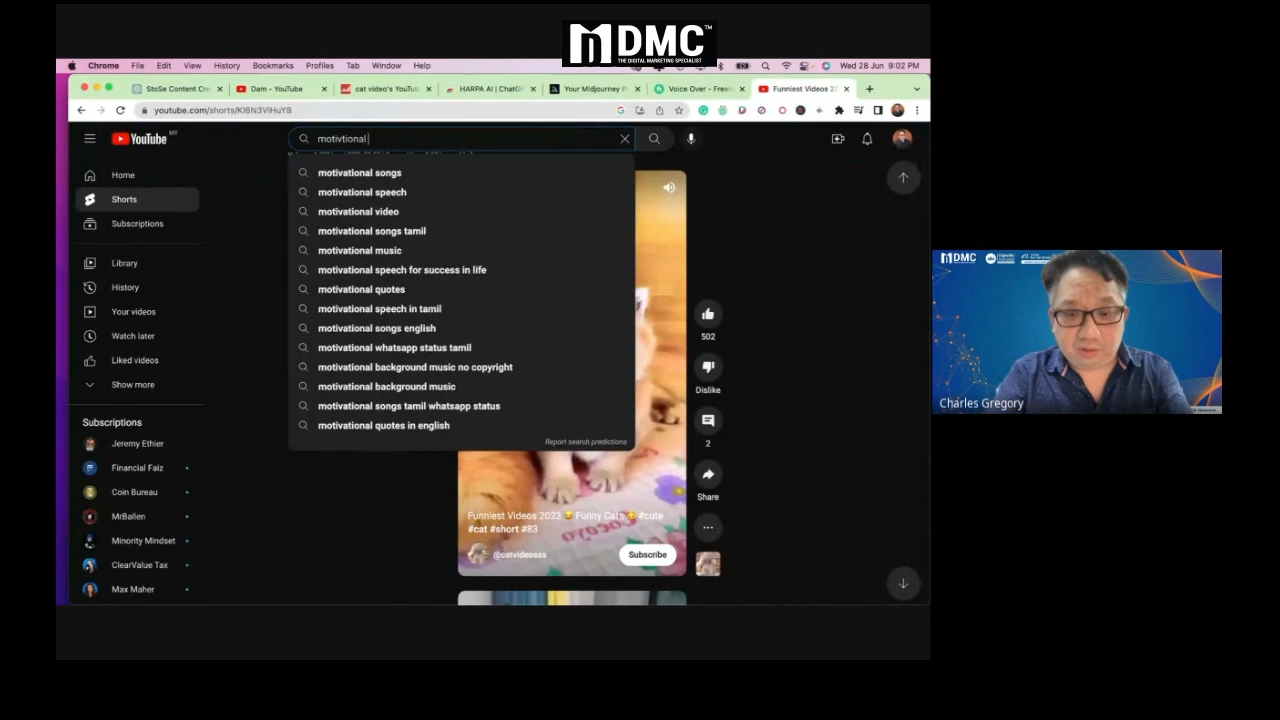 DMC™
THE DIGITAL MARKETING SPECIALIST
Chrome File Edit View History Bookmarks Profiles Tab Window Help
Wed 28 Jun 9:02 PM
StoSe Content Cre
Dam - YouTube
cat video's YouTub
HARPA AI | ChatGP
Your Midjourney P
Voice Over - Freel
Funniest Videos 20
youtube.com/shorts/KI6N3ViHuY8
YouTube MY
motivtional
Home
Shorts
Subscriptions
Library
History
Your videos
Watch later
Liked videos
Show more
Subscriptions
Jeremy Ethier
Financial Faiz
Coin Bureau
MrBallen
Minority Mindset
ClearValue Tax
Max Maher
motivational songs
motivational speech
motivational video
motivational songs tamil
motivational music
motivational speech for success in life
motivational quotes
motivational speech in tamil
motivational songs english
motivational whatsapp status tamil
motivational background music no copyright
motivational background music
motivational songs tamil whatsapp status
motivational quotes in english
Report search predictions
502
Dislike
2
Share
Funniest Videos 2023 😂 Funny Cats 😍 #cute
#cat #short #83
@catvideosss
Subscribe
DMC
Charles Gregory